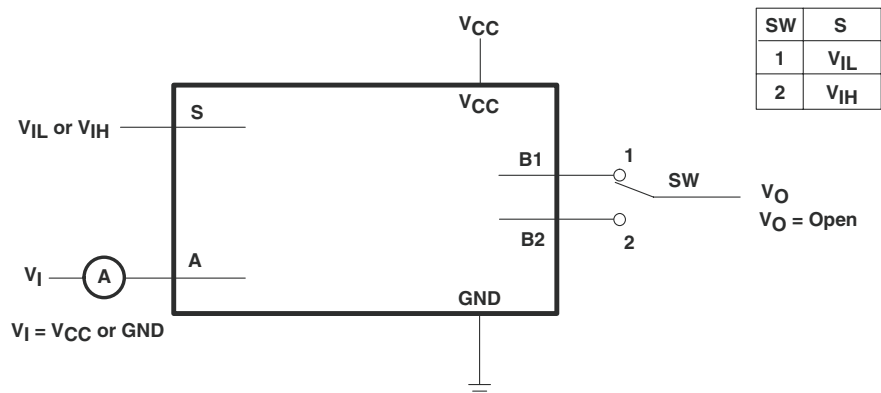 VCC
SW S
1 VIL
2 VIH
VCC
S
VIL or VIH
B1
1
SW
VO
VO = Open
B2
2
A
VI
A
GND
VI = VCC or GND